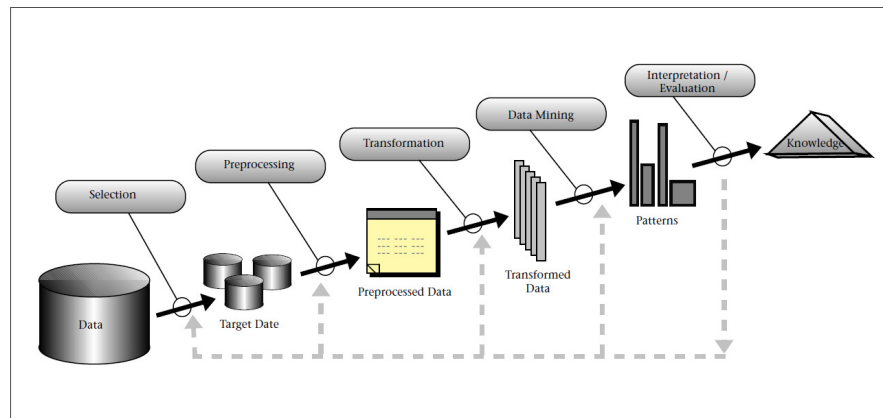 Interpretation /
Evaluation
Data Mining
Transformation
Preprocessing
Selection
Knowledge
Patterns
Transformed
Data
Preprocessed Data
Target Date
Data